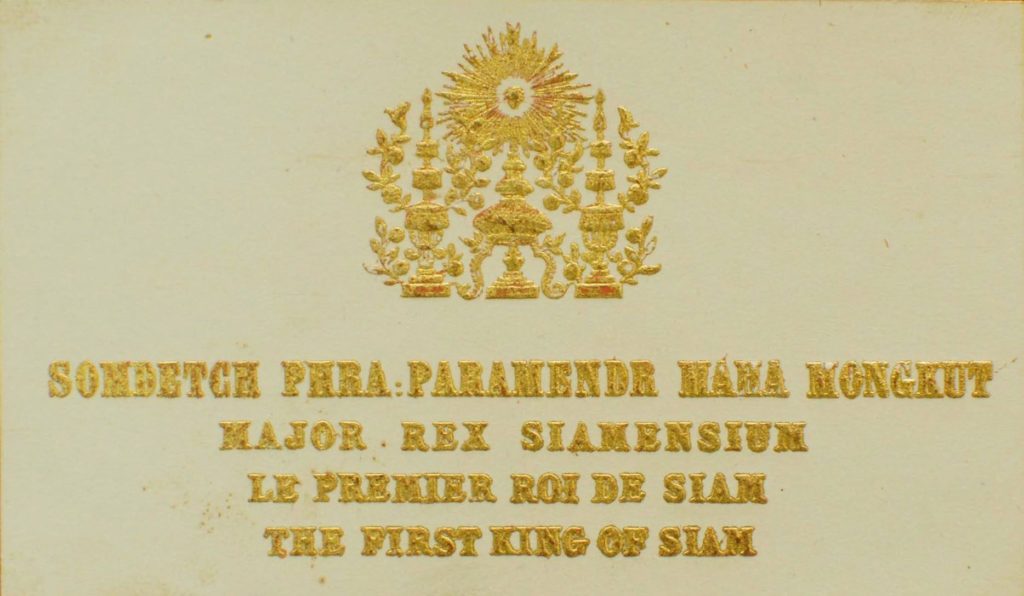 SOMDETCH PHRA: PARAMENDR MAHA MONGKUT
MAJOR . REX SIAMENSIUM
LE PREMIER ROI DE SIAM
THE FIRST KING OF SIAM